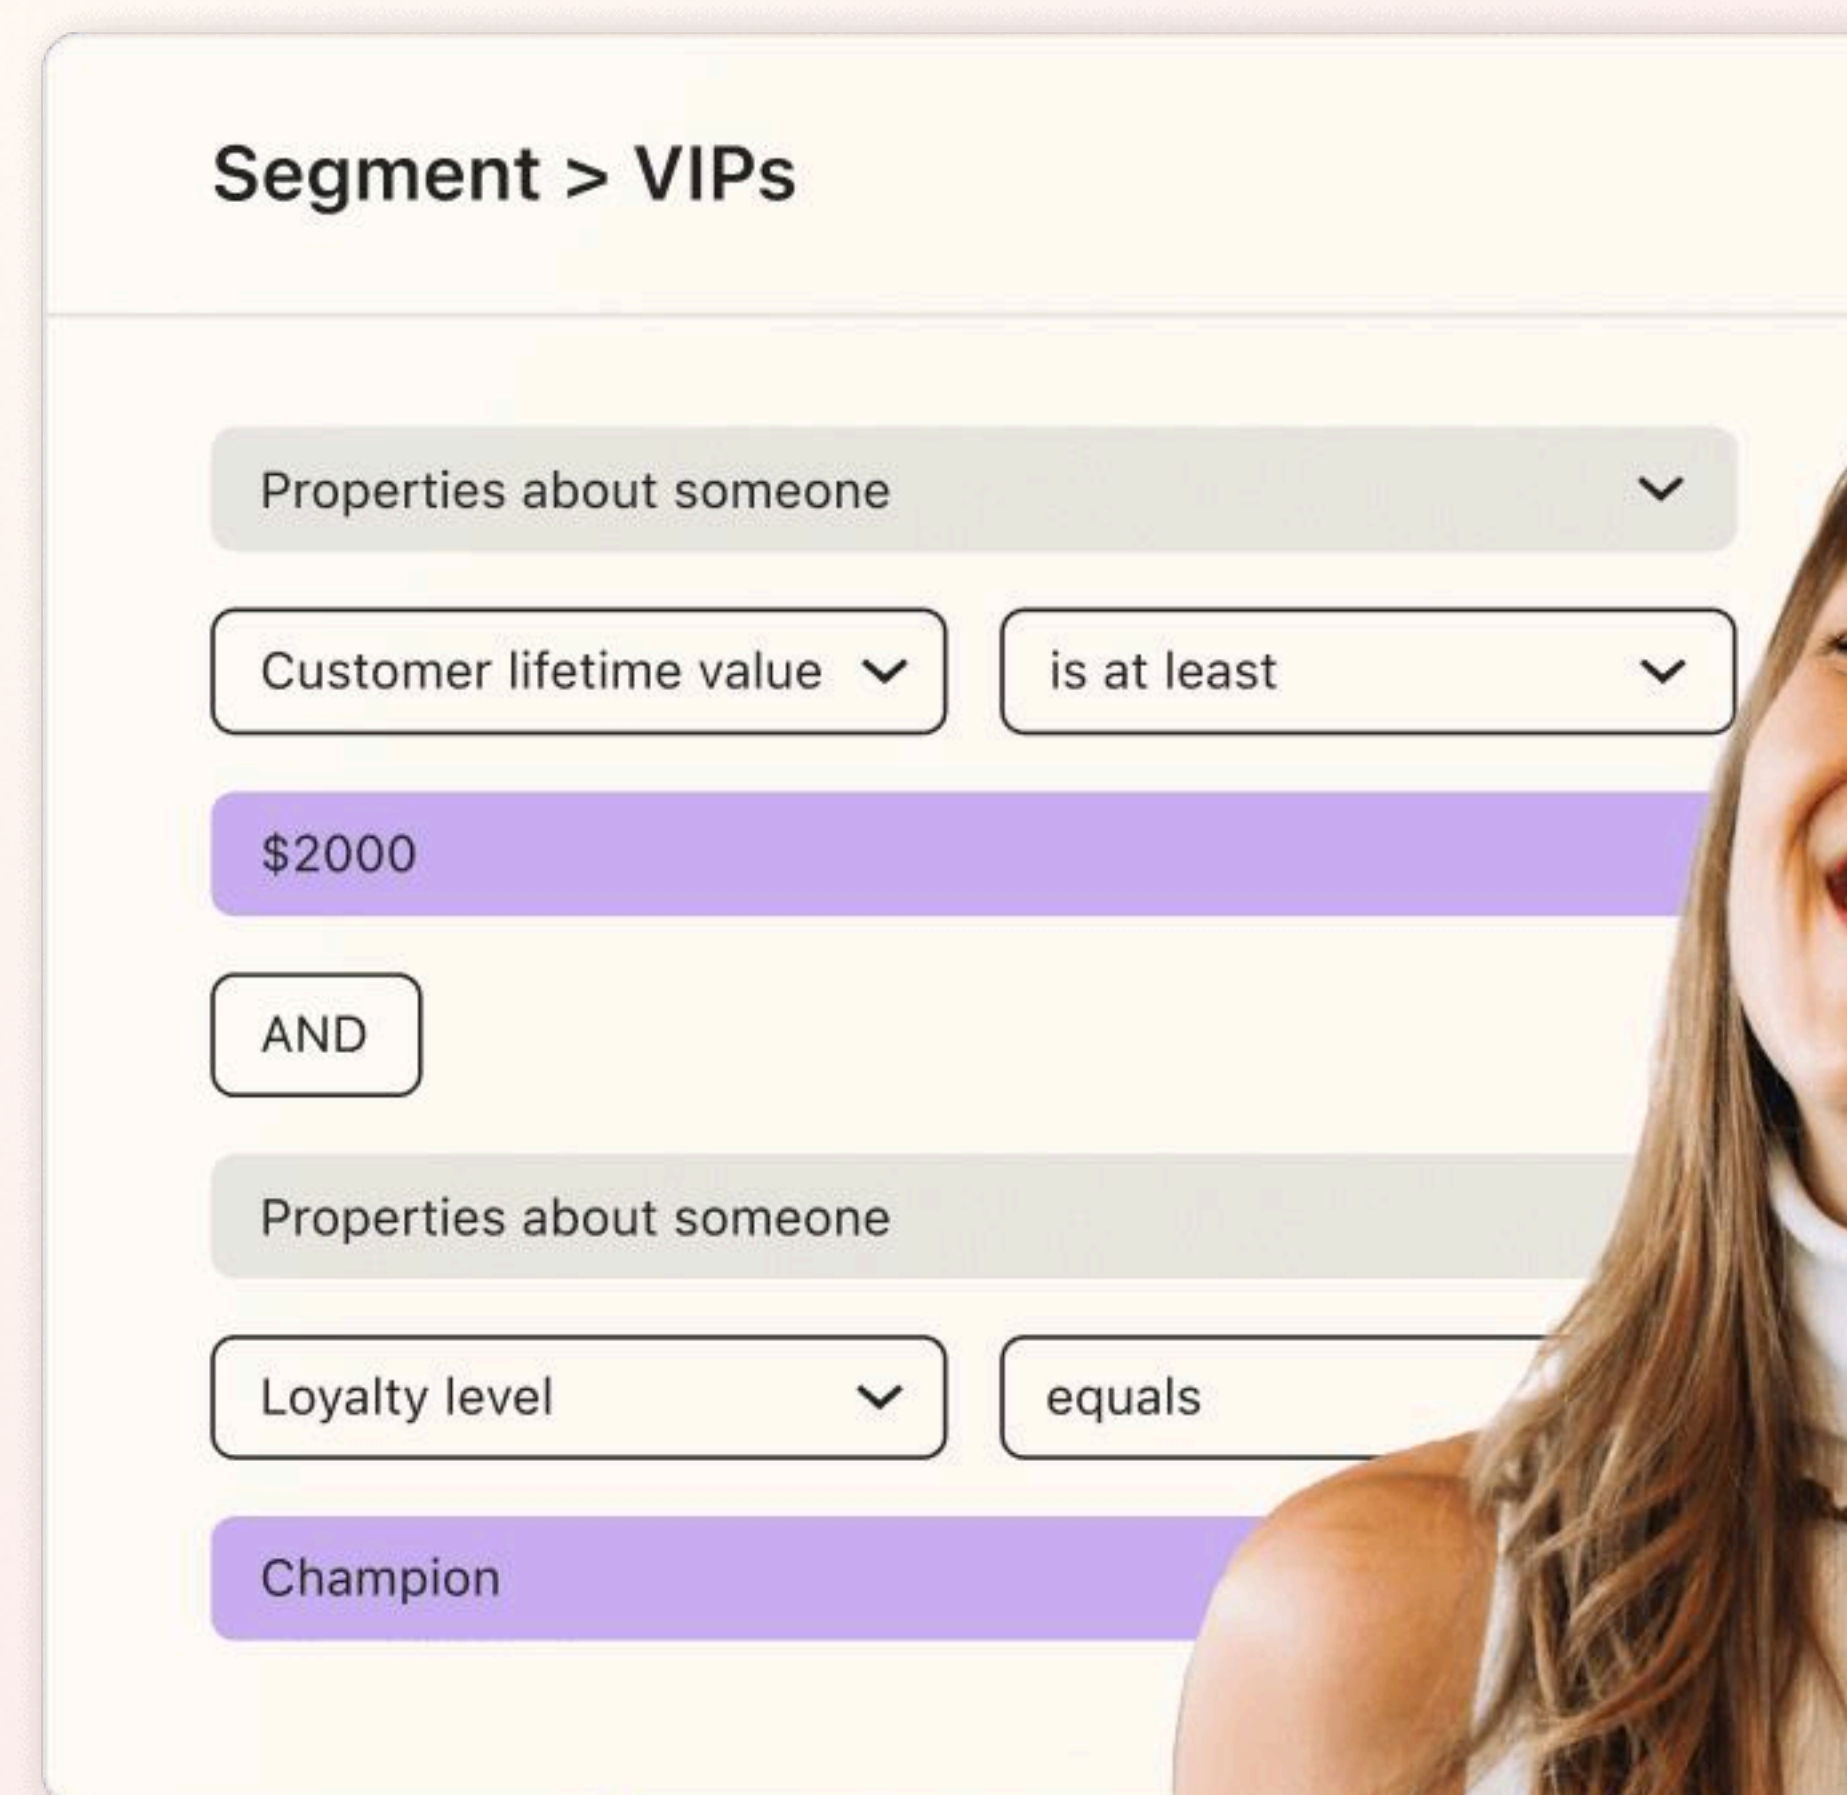 Segment > VIPs
Properties about someone
Customer lifetime value
is at least
$2000
AND
Properties about someone
Loyalty level
equals
Champion